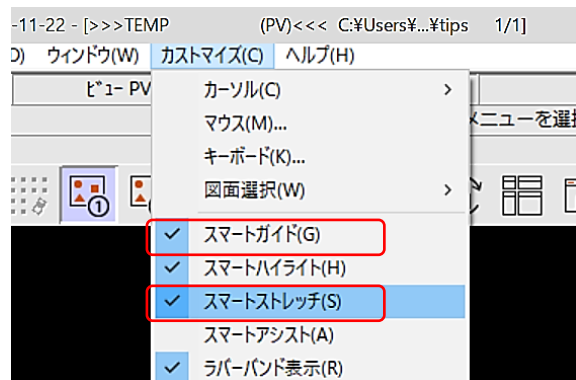 -11-22 - [>>>TEMP (PV)<<< C:¥Users¥...¥tips 1/1]
ウィンドウ(W) カストマイズ(C) ヘルプ(H)
ビュー PV
カーソル(C) >
メニューを選
マウス(M)...
キーボード(K)...
図面選択(W) >
①
スマートガイド(G)
スマートハイライト(H)
スマートストレッチ(S)
スマートアシスト(A)
ラバーバンド表示(R)